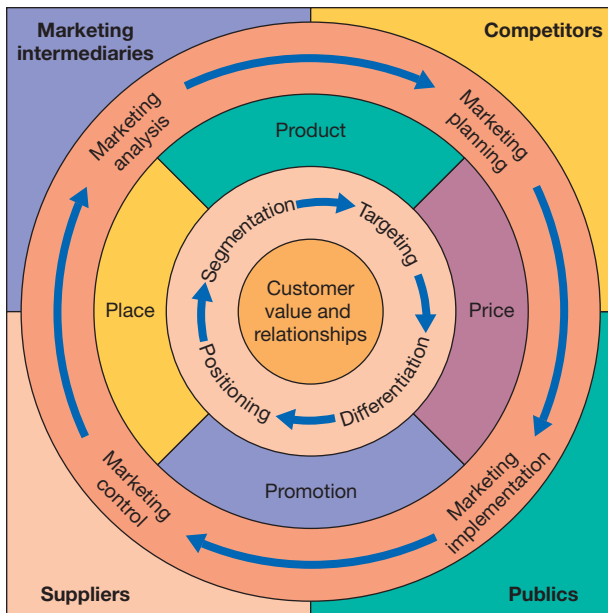 Marketing
intermediaries
Competitors
Marketing
analysis
Marketing
planning
Product
Segmentation
Targeting
Place
Customer
value and
relationships
Price
Positioning
Differentiation
Promotion
Marketing
control
Marketing
implementation
Suppliers
Publics